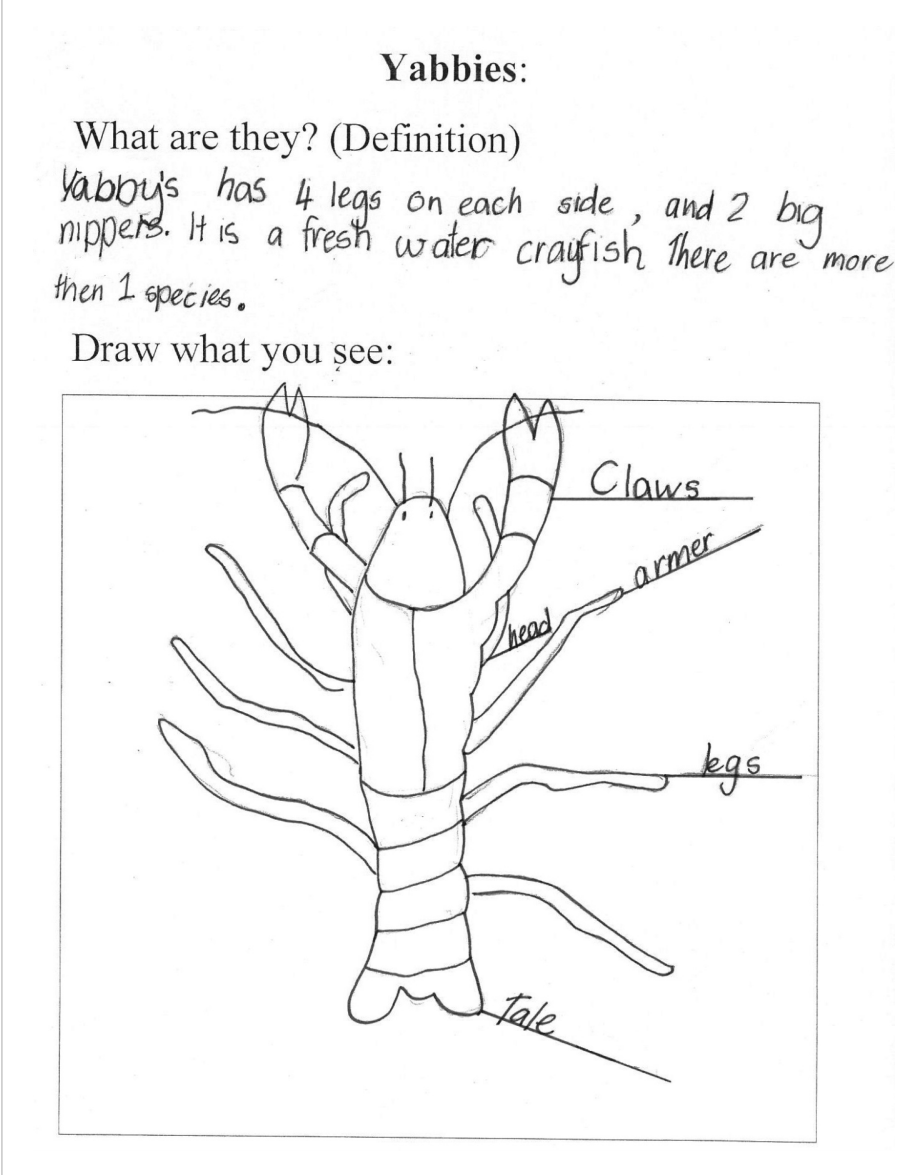 Yabbies:
What are they? (Definition)
Yabby's has 4 legs on each side, and 2 big
nippers. It is a fresh water crayfish There are more
then 1 species.
Draw what you see:
Claws
armer
head
legs
Tale